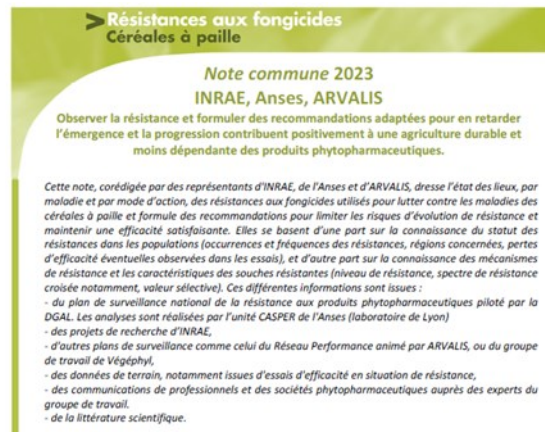 >Résistances aux fongicides
Céréales à paille
Note commune 2023
INRAE, Anses, ARVALIS
Observer la résistance et formuler des recommandations adaptées pour en retarder
l'émergence et la progression contribuent positivement à une agriculture durable et
moins dépendante des produits phytopharmaceutiques.
Cette note, corédigée par des représentants d'INRAE, de l'Anses et d'ARVALIS, dresse l'état des lieux, par
maladie et par mode d'action, des résistances aux fongicides utilisés pour lutter contre les maladies des
céréales à paille et formule des recommandations pour limiter les risques d'évolution de résistance et
maintenir une efficacité satisfaisante. Elles se basent d'une part sur la connaissance du statut des
résistances dans les populations (occurrences et fréquences des résistances, régions concernées, pertes
d'efficacité éventuelles observées dans les essais), et d'autre part sur la connaissance des mécanismes
de résistance et les caractéristiques des souches résistantes (niveau de résistance, spectre de résistance
croisée notamment, valeur sélective). Ces différentes informations sont issues :
- du plan de surveillance national de la résistance aux produits phytopharmaceutiques piloté par la
DGAL. Les analyses sont réalisées par l'unité CASPER de l'Anses (laboratoire de Lyon)
- des projets de recherche d'INRAE,
- d'autres plans de surveillance comme celui du Réseau Performance animé par ARVALIS, ou du groupe
de travail de Végéphyl,
- des données de terrain, notamment issues d'essais d'efficacité en situation de résistance,
- des communications de professionnels et des sociétés phytopharmaceutiques auprès des experts du
groupe de travail.
- de la littérature scientifique.